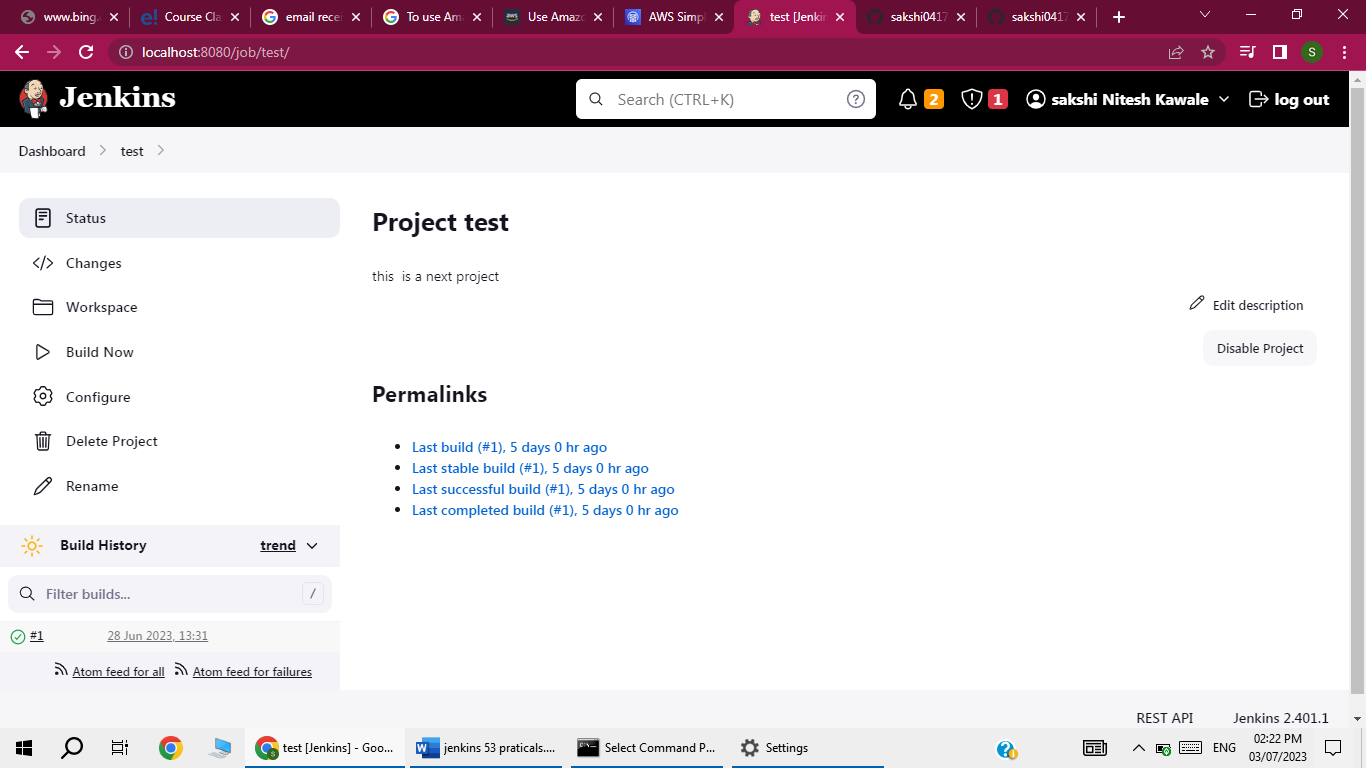 www.bing. Course Cla email recei To use Ama Use Amazo AWS Simpl test [Jenkin sakshi0417 sakshi0417
localhost:8080/job/test/ S
Jenkins Search (CTRL+K) 2 1 sakshi Nitesh Kawale log out
Dashboard test
Status
Changes
Workspace
Build Now
Configure
Delete Project
Rename
Build History trend
Filter builds... /
#1 28 Jun 2023, 13:31
Atom feed for all Atom feed for failures
Project test
this is a next project
Edit description
Disable Project
Permalinks
Last build (#1), 5 days 0 hr ago
Last stable build (#1), 5 days 0 hr ago
Last successful build (#1), 5 days 0 hr ago
Last completed build (#1), 5 days 0 hr ago
REST API Jenkins 2.401.1
test [Jenkins] - Goo... jenkins 53 praticals.... Select Command P... Settings ENG 02:22 PM
03/07/2023